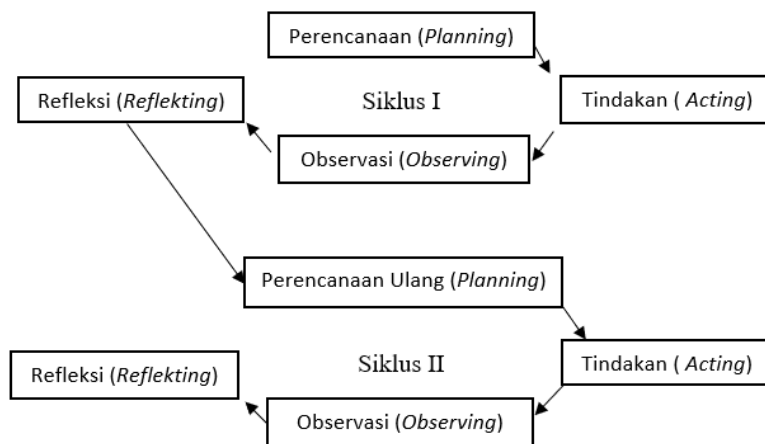 Perencanaan (Planning)
Refleksi (Reflekting)
Siklus I
Tindakan ( Acting)
Observasi (Observing)
Perencanaan Ulang (Planning)
Refleksi (Reflekting)
Siklus II
Tindakan ( Acting)
Observasi (Observing)